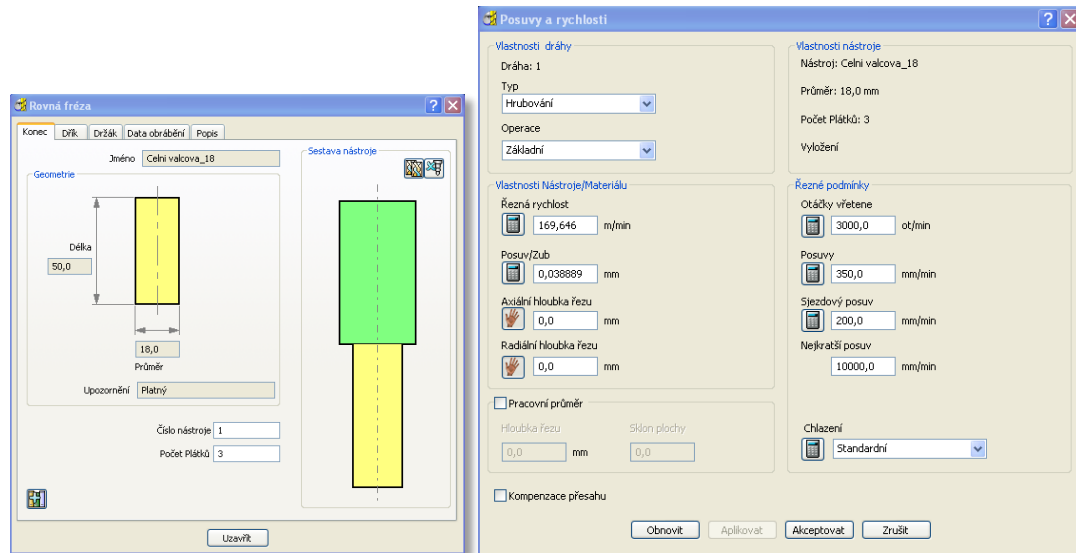 Rovná fréza
Konec Dřík Držák Data obrábění Popis
Jméno Celni valcova_18
Geometrie
Délka
50,0
18,0
Průměr
Upozornění Platný
Číslo nástroje 1
Počet Plátků 3
Sestava nástroje
Uzavřít
Posuvy a rychlosti
Vlastnosti dráhy
Dráha: 1
Typ
Hrubování
Operace
Základní
Vlastnosti nástroje
Nástroj: Celni valcova_18
Průměr: 18,0 mm
Počet Plátků: 3
Vyložení
Vlastnosti Nástroje/Materiálu
Řezná rychlost
169,646 m/min
Posuv/Zub
0,038889 mm
Axiální hloubka řezu
0,0 mm
Radiální hloubka řezu
0,0 mm
Řezné podmínky
Otáčky vřetene
3000,0 ot/min
Posuvy
350,0 mm/min
Sjezdový posuv
200,0 mm/min
Nejkratší posuv
10000,0 mm/min
Pracovní průměr
Hloubka řezu Sklon plochy
0,0 mm 0,0
Chlazení
Standardní
Kompenzace přesahu
Obnovit Aplikovat Akceptovat Zrušit